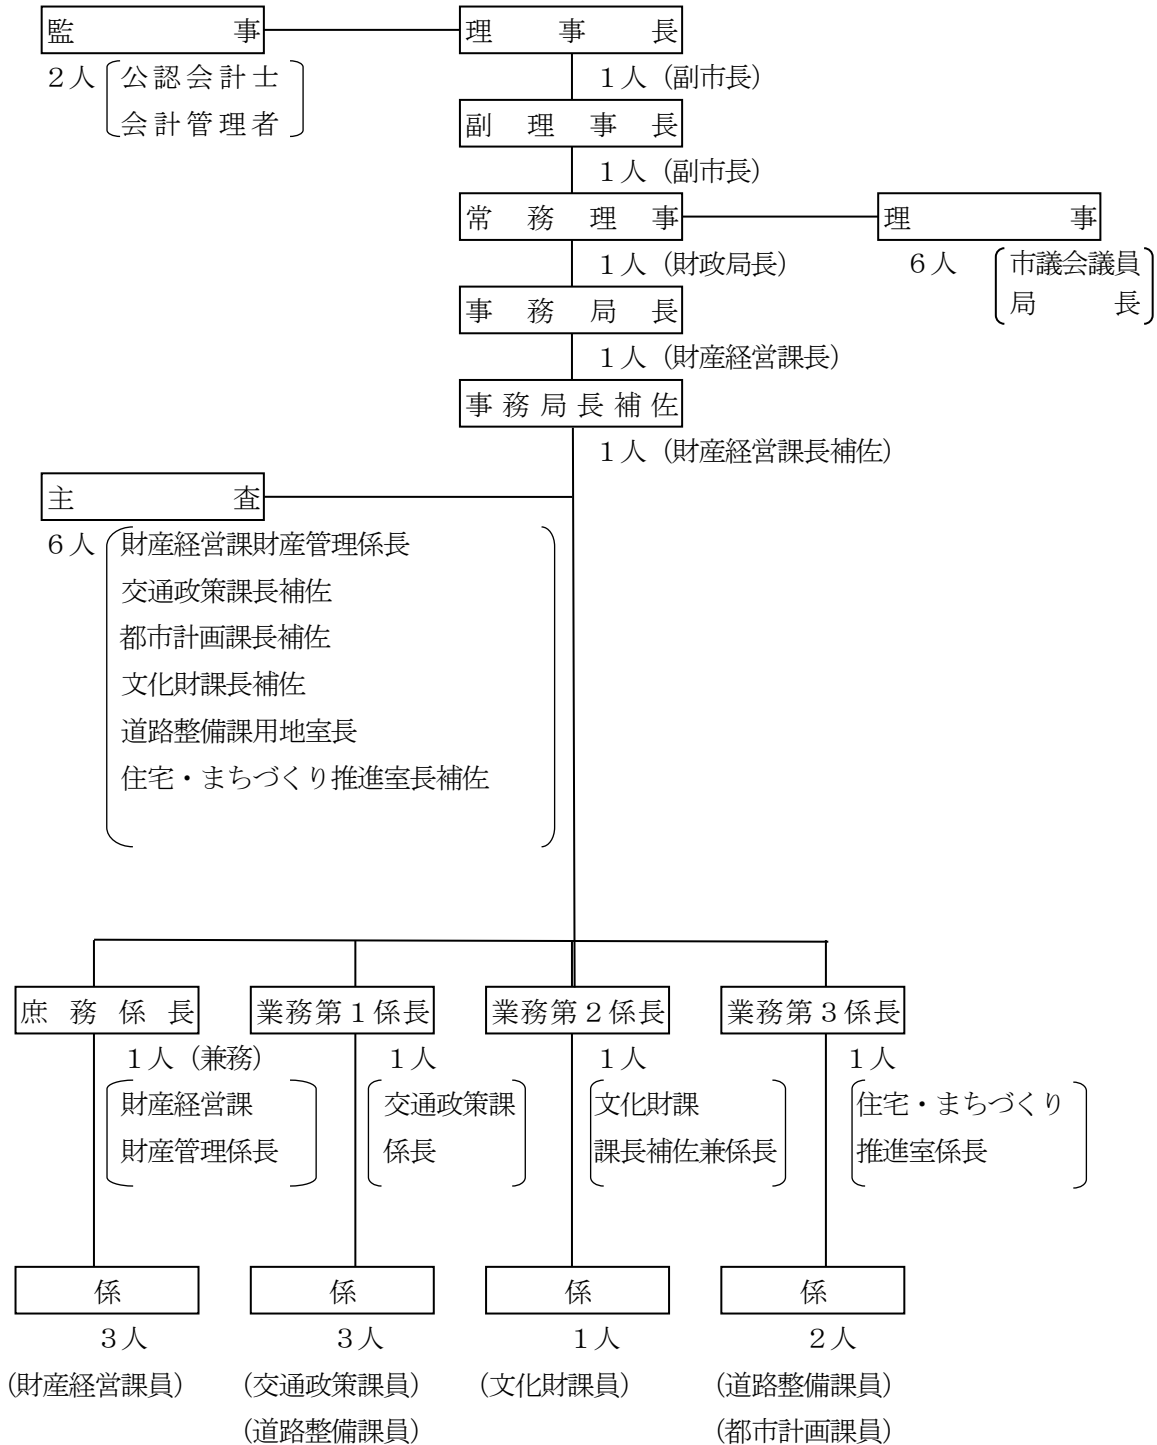 監事 理事長
2人 公認会計士 1人（副市長）
会計管理者
副理事長
1人（副市長）
常務理事 理事
1人（財政局長） 6人 市議会議員
局長
事務局長
1人（財産経営課長）
事務局長補佐
1人（財産経営課長補佐）
主査
6人 財産経営課財産管理係長
交通政策課長補佐
都市計画課長補佐
文化財課長補佐
道路整備課用地室長
住宅・まちづくり推進室長補佐
庶務係長 業務第1係長 業務第2係長 業務第3係長
1人（兼務） 1人 1人 1人
財産経営課 交通政策課 文化財課 住宅・まちづくり
財産管理係長 係長 課長補佐兼係長 推進室係長
係 係 係 係
3人 3人 1人 2人
（財産経営課員） （交通政策課員） （文化財課員） （道路整備課員）
（道路整備課員） （都市計画課員）